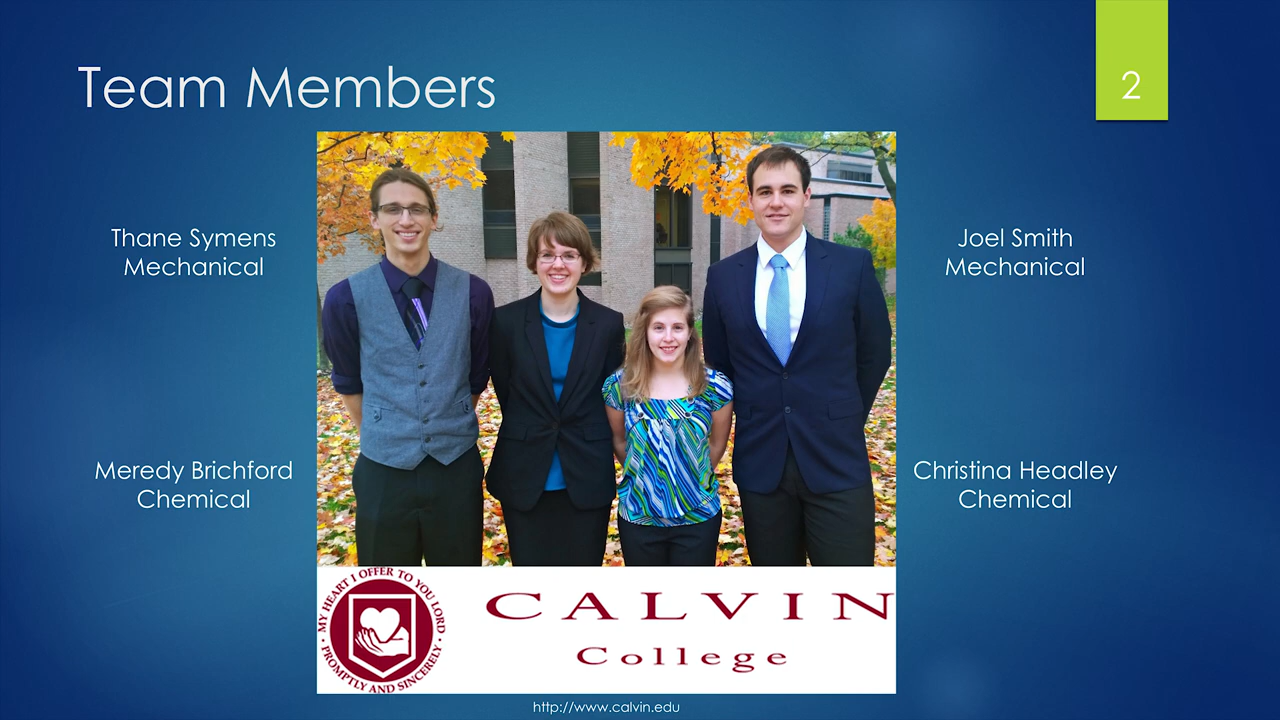 Team Members
2
Thane Symens
Mechanical
Joel Smith
Mechanical
Meredy Brichford
Chemical
Christina Headley
Chemical
MY HEART I OFFER TO YOU LORD
· PROMPTLY AND SINCERELY ·
CALVIN
College
http://www.calvin.edu